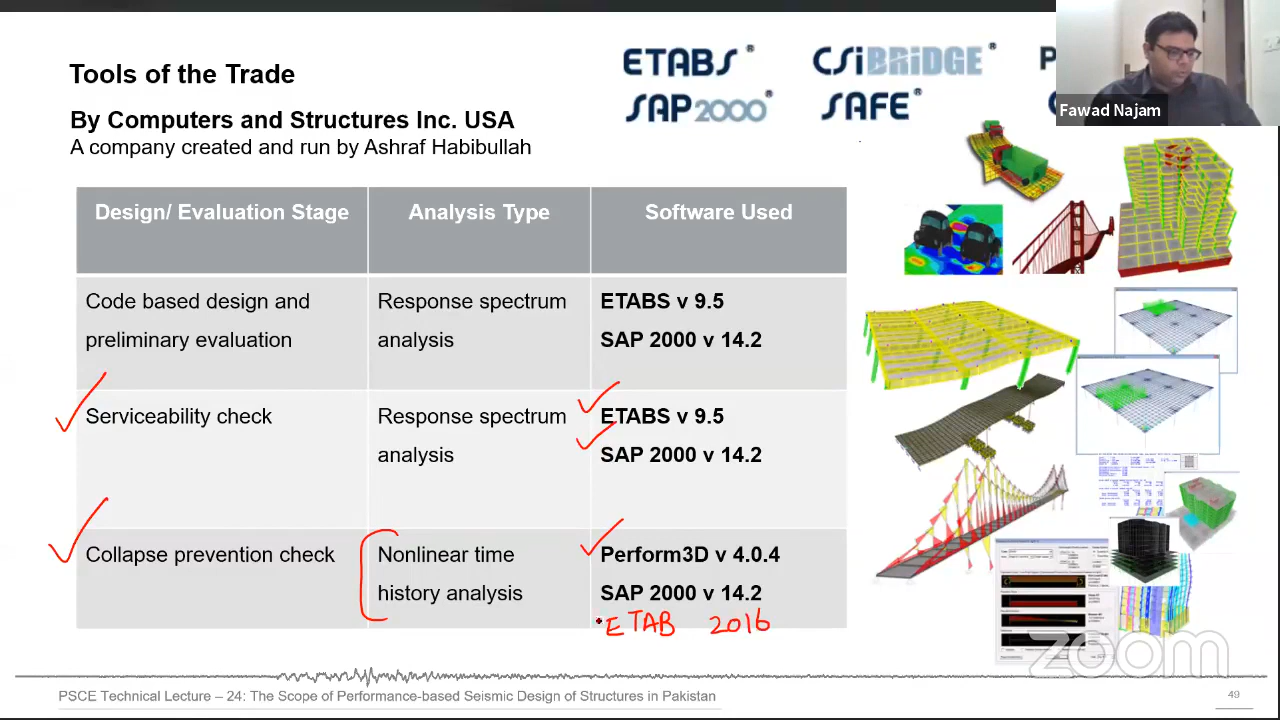 ETABS®
CSiBRIDGE®
P
SAP2000®
SAFE®
Fawad Najam
Tools of the Trade
By Computers and Structures Inc. USA
A company created and run by Ashraf Habibullah
Design/ Evaluation Stage
Analysis Type
Software Used
Code based design and
preliminary evaluation
Response spectrum
analysis
ETABS v 9.5
SAP 2000 v 14.2
Serviceability check
Response spectrum
analysis
ETABS v 9.5
SAP 2000 v 14.2
Collapse prevention check
Nonlinear time
history analysis
Perform3D v 4.0.4
SAP 2000 v 14.2
ETAB 2016
zoom
PSCE Technical Lecture – 24: The Scope of Performance-based Seismic Design of Structures in Pakistan
49